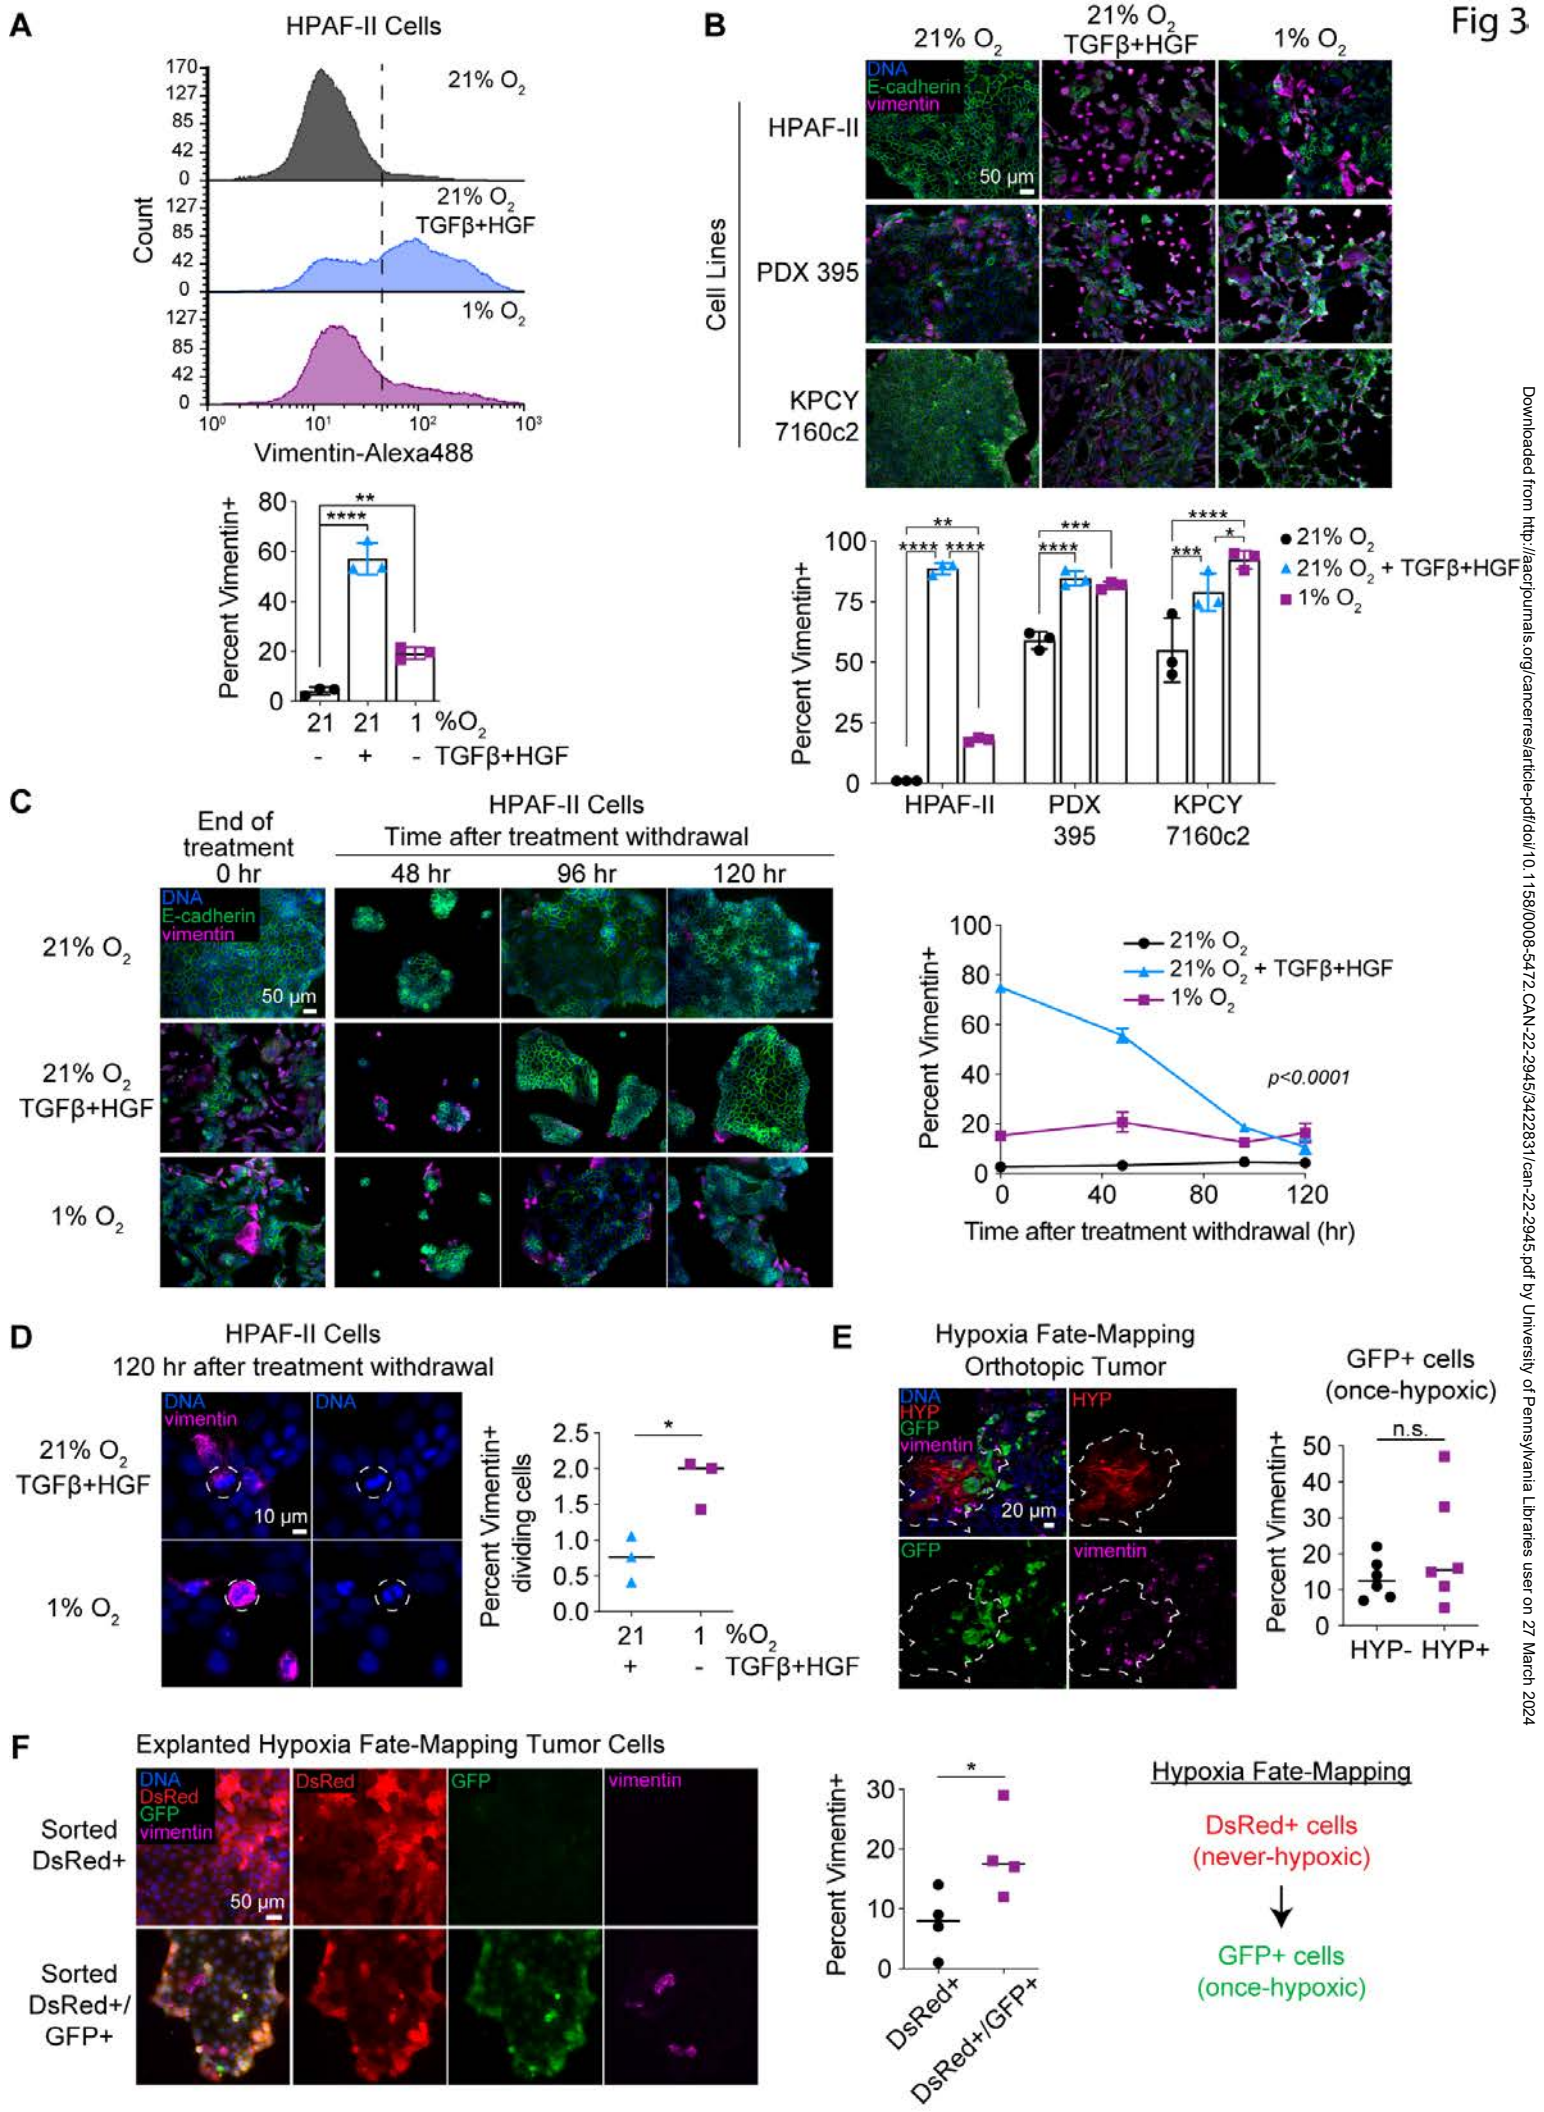 Fig 3
A
HPAF-II Cells
170
127
85
42
0
21% O2
127
85
42
0
21% O2
TGFβ+HGF
127
85
42
0
1% O2
Count
10⁰ 10¹ 10² 10³
Vimentin-Alexa488
Percent Vimentin+
80
60
40
20
0
**
****
21 21 1 %O2
- + - TGFβ+HGF
B
21% O2
21% O2
TGFβ+HGF
1% O2
Cell Lines
HPAF-II
PDX 395
KPCY
7160c2
DNA
E-cadherin
vimentin
50 µm
Percent Vimentin+
100
75
50
25
0
**
**** ****
***
****
****
*
***
HPAF-II
PDX
395
KPCY
7160c2
21% O2
21% O2 + TGFβ+HGF
1% O2
C
HPAF-II Cells
End of
treatment
Time after treatment withdrawal
0 hr 48 hr 96 hr 120 hr
21% O2
21% O2
TGFβ+HGF
1% O2
DNA
E-cadherin
vimentin
50 µm
Percent Vimentin+
100
80
60
40
20
0
21% O2
21% O2 + TGFβ+HGF
1% O2
p<0.0001
0 40 80 120
Time after treatment withdrawal (hr)
D
HPAF-II Cells
120 hr after treatment withdrawal
21% O2
TGFβ+HGF
1% O2
DNA
vimentin
DNA
10 µm
Percent Vimentin+
dividing cells
2.5
2.0
1.5
1.0
0.5
0.0
*
21 1 %O2
+ - TGFβ+HGF
E
Hypoxia Fate-Mapping
Orthotopic Tumor
DNA
HYP
GFP
vimentin
20 µm
HYP
GFP
vimentin
GFP+ cells
(once-hypoxic)
n.s.
Percent Vimentin+
50
40
30
20
10
0
HYP- HYP+
F
Explanted Hypoxia Fate-Mapping Tumor Cells
Sorted
DsRed+
Sorted
DsRed+/
GFP+
DNA
DsRed
GFP
vimentin
50 µm
DsRed
GFP
vimentin
Percent Vimentin+
30
20
10
0
*
DsRed+
DsRed+/GFP+
Hypoxia Fate-Mapping
DsRed+ cells
(never-hypoxic)
GFP+ cells
(once-hypoxic)
Downloaded from http://aacrjournals.org/cancerres/article-pdf/doi/10.1158/0008-5472.CAN-22-2945/3422831/can-22-2945.pdf by University of Pennsylvania Libraries user on 27 March 2024